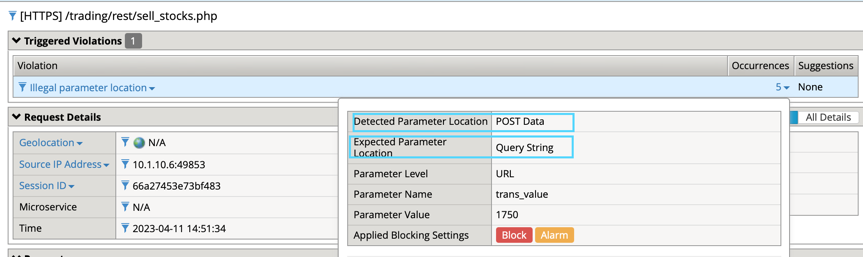 [HTTPS] /trading/rest/sell_stocks.php
Triggered Violations 1
Violation Occurrences Suggestions
Illegal parameter location 5 None
Detected Parameter Location POST Data
Expected Parameter Location Query String
Parameter Level URL
Parameter Name trans_value
Parameter Value 1750
Applied Blocking Settings Block Alarm
Request Details All Details
Geolocation N/A
Source IP Address 10.1.10.6:49853
Session ID 66a27453e73bf483
Microservice N/A
Time 2023-04-11 14:51:34